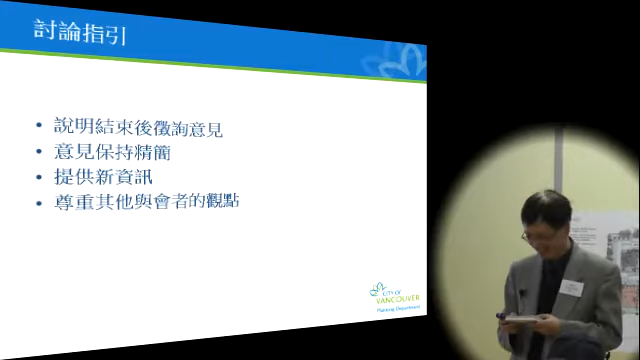 討論指引
• 說明結束後徵詢意見
• 意見保持精簡
• 提供新資訊
• 尊重其他與會者的觀點
CITY OF
VANCOUVER
Planning Department